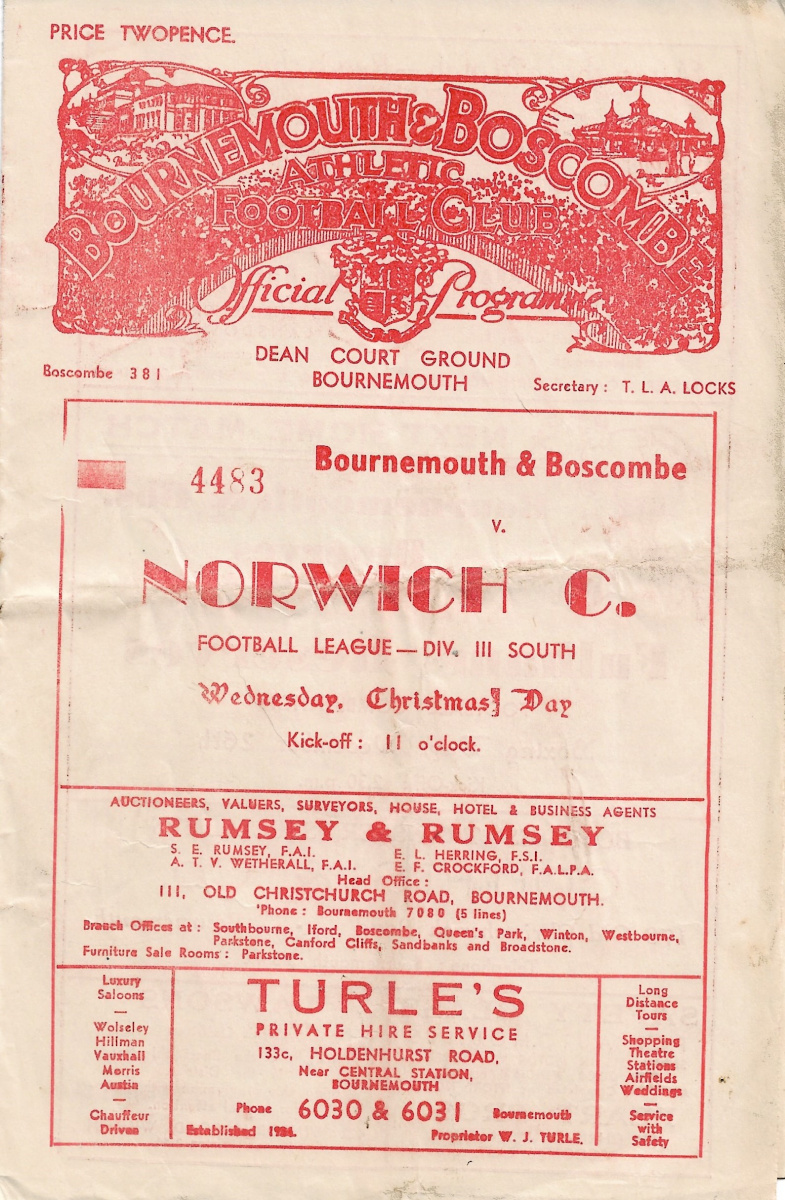 PRICE TWOPENCE.
BOURNEMOUTH & BOSCOMBE
ATHLETIC
FOOTBALL CLUB
Official Programme
DEAN COURT GROUND
BOURNEMOUTH
Boscombe 381
Secretary: T. L. A. LOCKS
4483
Bournemouth & Boscombe
v.
NORWICH C.
FOOTBALL LEAGUE — DIV. III SOUTH
Wednesday, Christmas Day
Kick-off: 11 o'clock.
AUCTIONEERS, VALUERS, SURVEYORS, HOUSE, HOTEL & BUSINESS AGENTS
RUMSEY & RUMSEY
S. E. RUMSEY, F.A.I. E. L. HERRING, F.S.I.
A. T. V. WETHERALL, F.A.I. E. F. CROCKFORD, F.A.L.P.A.
Head Office:
111, OLD CHRISTCHURCH ROAD, BOURNEMOUTH.
'Phone: Bournemouth 7080 (5 lines)
Branch Offices at: Southbourne, Iford, Boscombe, Queen's Park, Winton, Westbourne,
Parkstone, Canford Cliffs, Sandbanks and Broadstone.
Furniture Sale Rooms: Parkstone.
Luxury
Saloons
—
Wolseley
Hillman
Vauxhall
Morris
Austin
—
Chauffeur
Driven
TURLE'S
PRIVATE HIRE SERVICE
133c, HOLDENHURST ROAD,
Near CENTRAL STATION,
BOURNEMOUTH
Phone 6030 & 6031 Bournemouth
Established Proprietor W. J. TURLE.
Long
Distance
Tours
—
Shopping
Theatre
Stations
Airfields
Weddings
—
Service
with
Safety